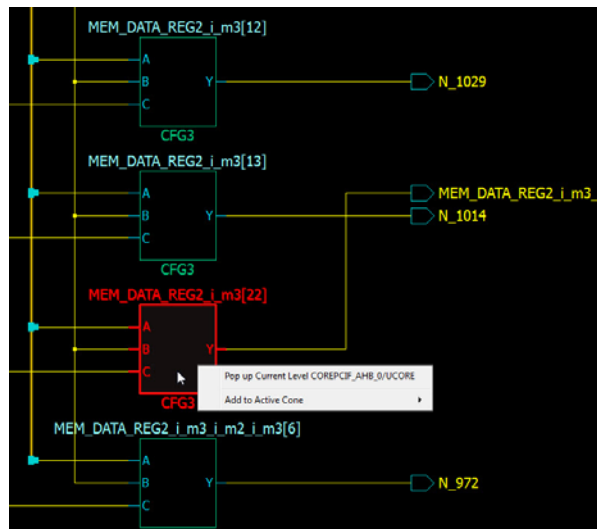 MEM_DATA_REG2_i_m3[12]
A
B Y N_1029
C
CFG3
MEM_DATA_REG2_i_m3[13]
A MEM_DATA_REG2_i_m3_
B Y N_1014
C
CFG3
MEM_DATA_REG2_i_m3[22]
A
B Y
C Pop up Current Level COREPCIF_AHB_0/UCORE
CFG3 Add to Active Cone
MEM_DATA_REG2_i_m3_i_m2_i_m3[6]
A
B Y N_972
C